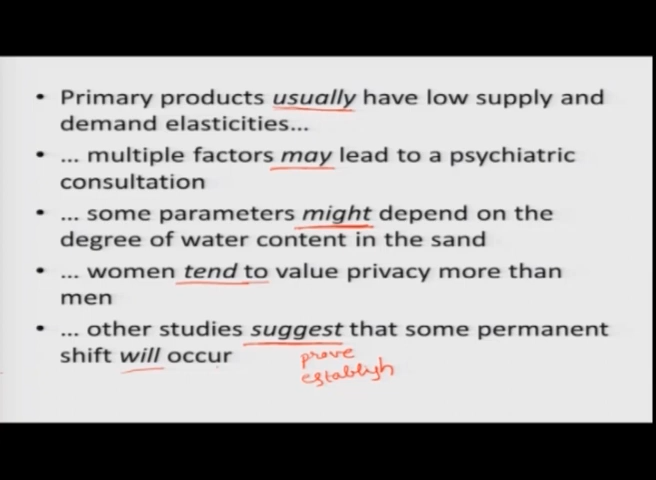 • Primary products usually have low supply and
demand elasticities...
• ... multiple factors may lead to a psychiatric
consultation
• ... some parameters might depend on the
degree of water content in the sand
• ... women tend to value privacy more than
men
• ... other studies suggest that some permanent
shift will occur
prove
establish